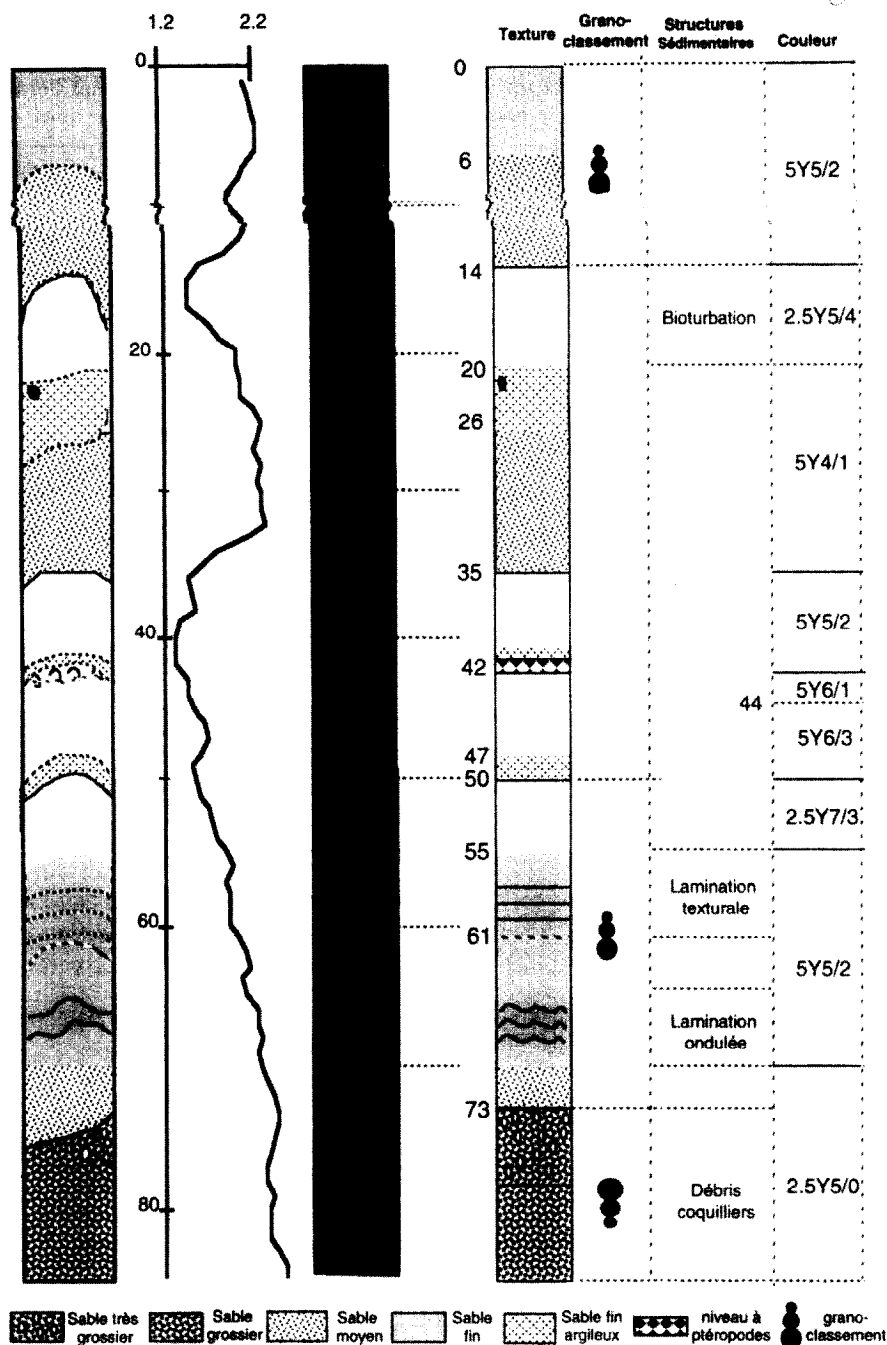 1.2 2.2
Texture
Grano-
classement
Structures
Sédimentaires
Couleur
0
20
40
60
80
0
6
14
20
26
35
42
44
47
50
55
61
73
Bioturbation
Lamination
texturale
Lamination
ondulée
Débris
coquilliers
5Y5/2
2.5Y5/4
5Y4/1
5Y5/2
5Y6/1
5Y6/3
2.5Y7/3
5Y5/2
2.5Y5/0
Sable très
grossier
Sable
grossier
Sable
moyen
Sable
fin
Sable fin
argileux
niveau à
ptéropodes
grano-
classement